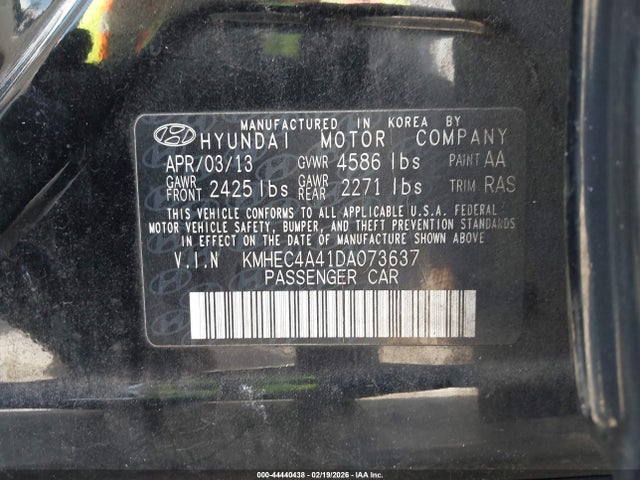 MANUFACTURED IN KOREA BY
HYUNDAI MOTOR COMPANY
APR/03/13 GVWR 4586 lbs PAINT AA
GAWR FRONT 2425 lbs GAWR REAR 2271 lbs TRIM RAS
THIS VEHICLE CONFORMS TO ALL APPLICABLE U.S.A. FEDERAL
MOTOR VEHICLE SAFETY, BUMPER, AND THEFT PREVENTION STANDARDS
IN EFFECT ON THE DATE OF MANUFACTURE SHOWN ABOVE
V.I.N KMHEC4A41DA073637
PASSENGER CAR
000-44440438 - 02/19/2026 - IAA Inc.